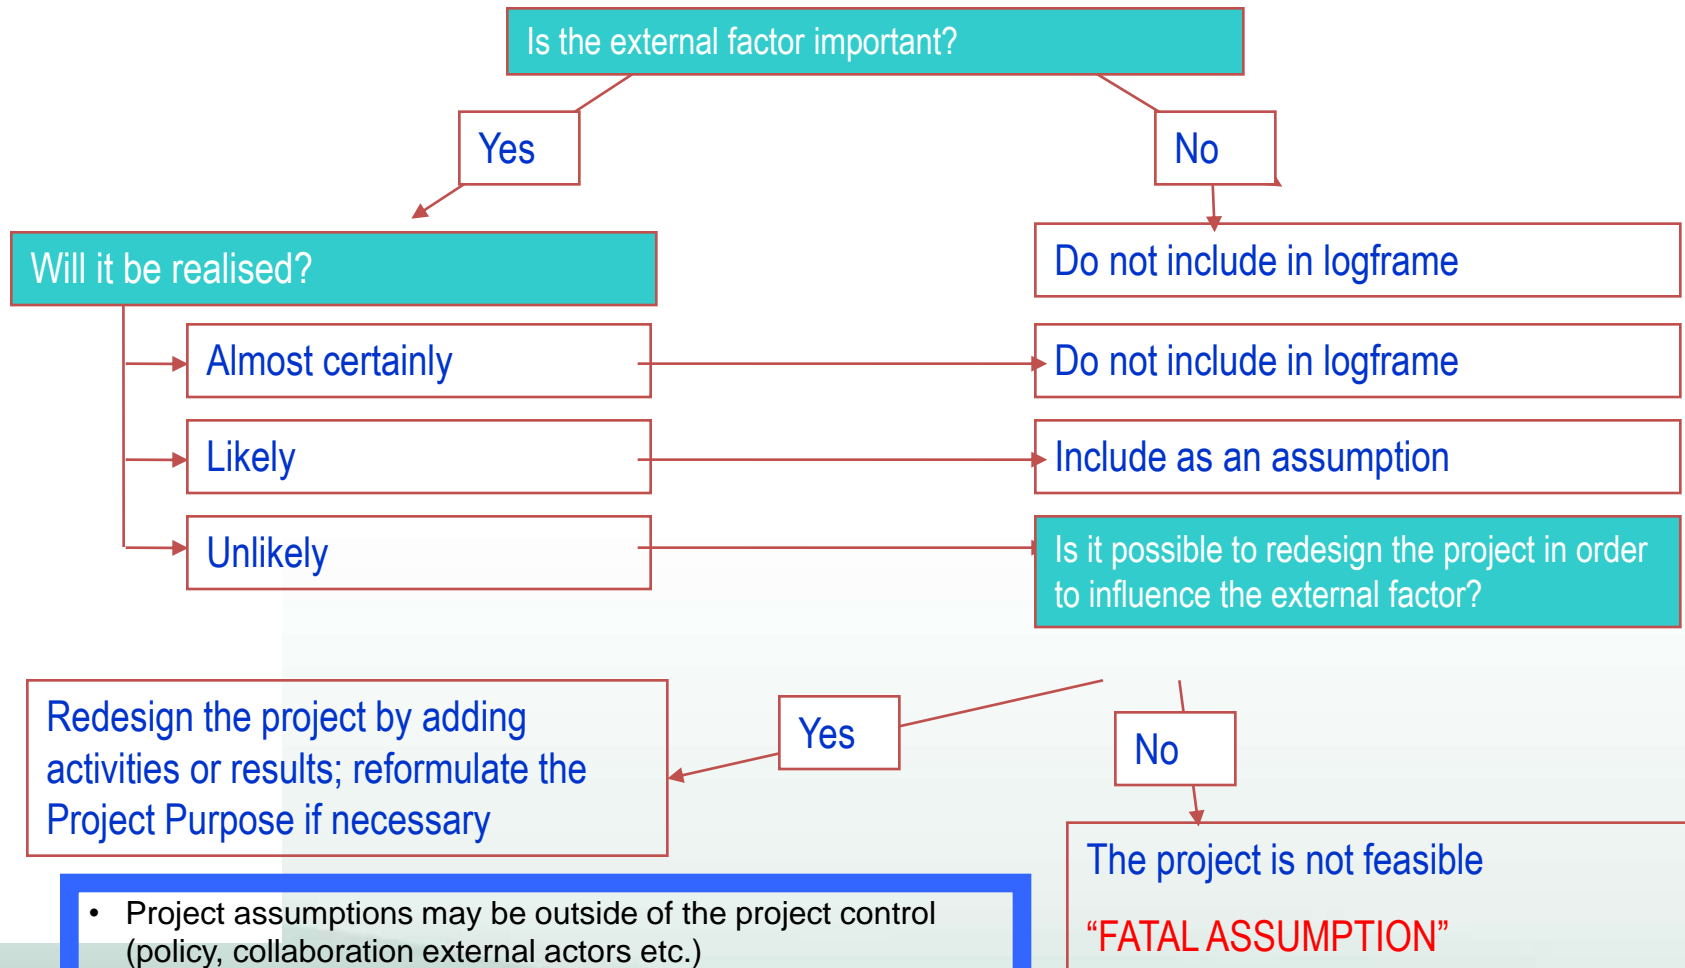 Is the external factor important?
Yes
No
Will it be realised?
Do not include in logframe
Almost certainly
Do not include in logframe
Likely
Include as an assumption
Unlikely
Is it possible to redesign the project in order
to influence the external factor?
Redesign the project by adding
activities or results; reformulate the
Project Purpose if necessary
Yes
No
The project is not feasible
“FATAL ASSUMPTION”
• Project assumptions may be outside of the project control
(policy, collaboration external actors etc.)